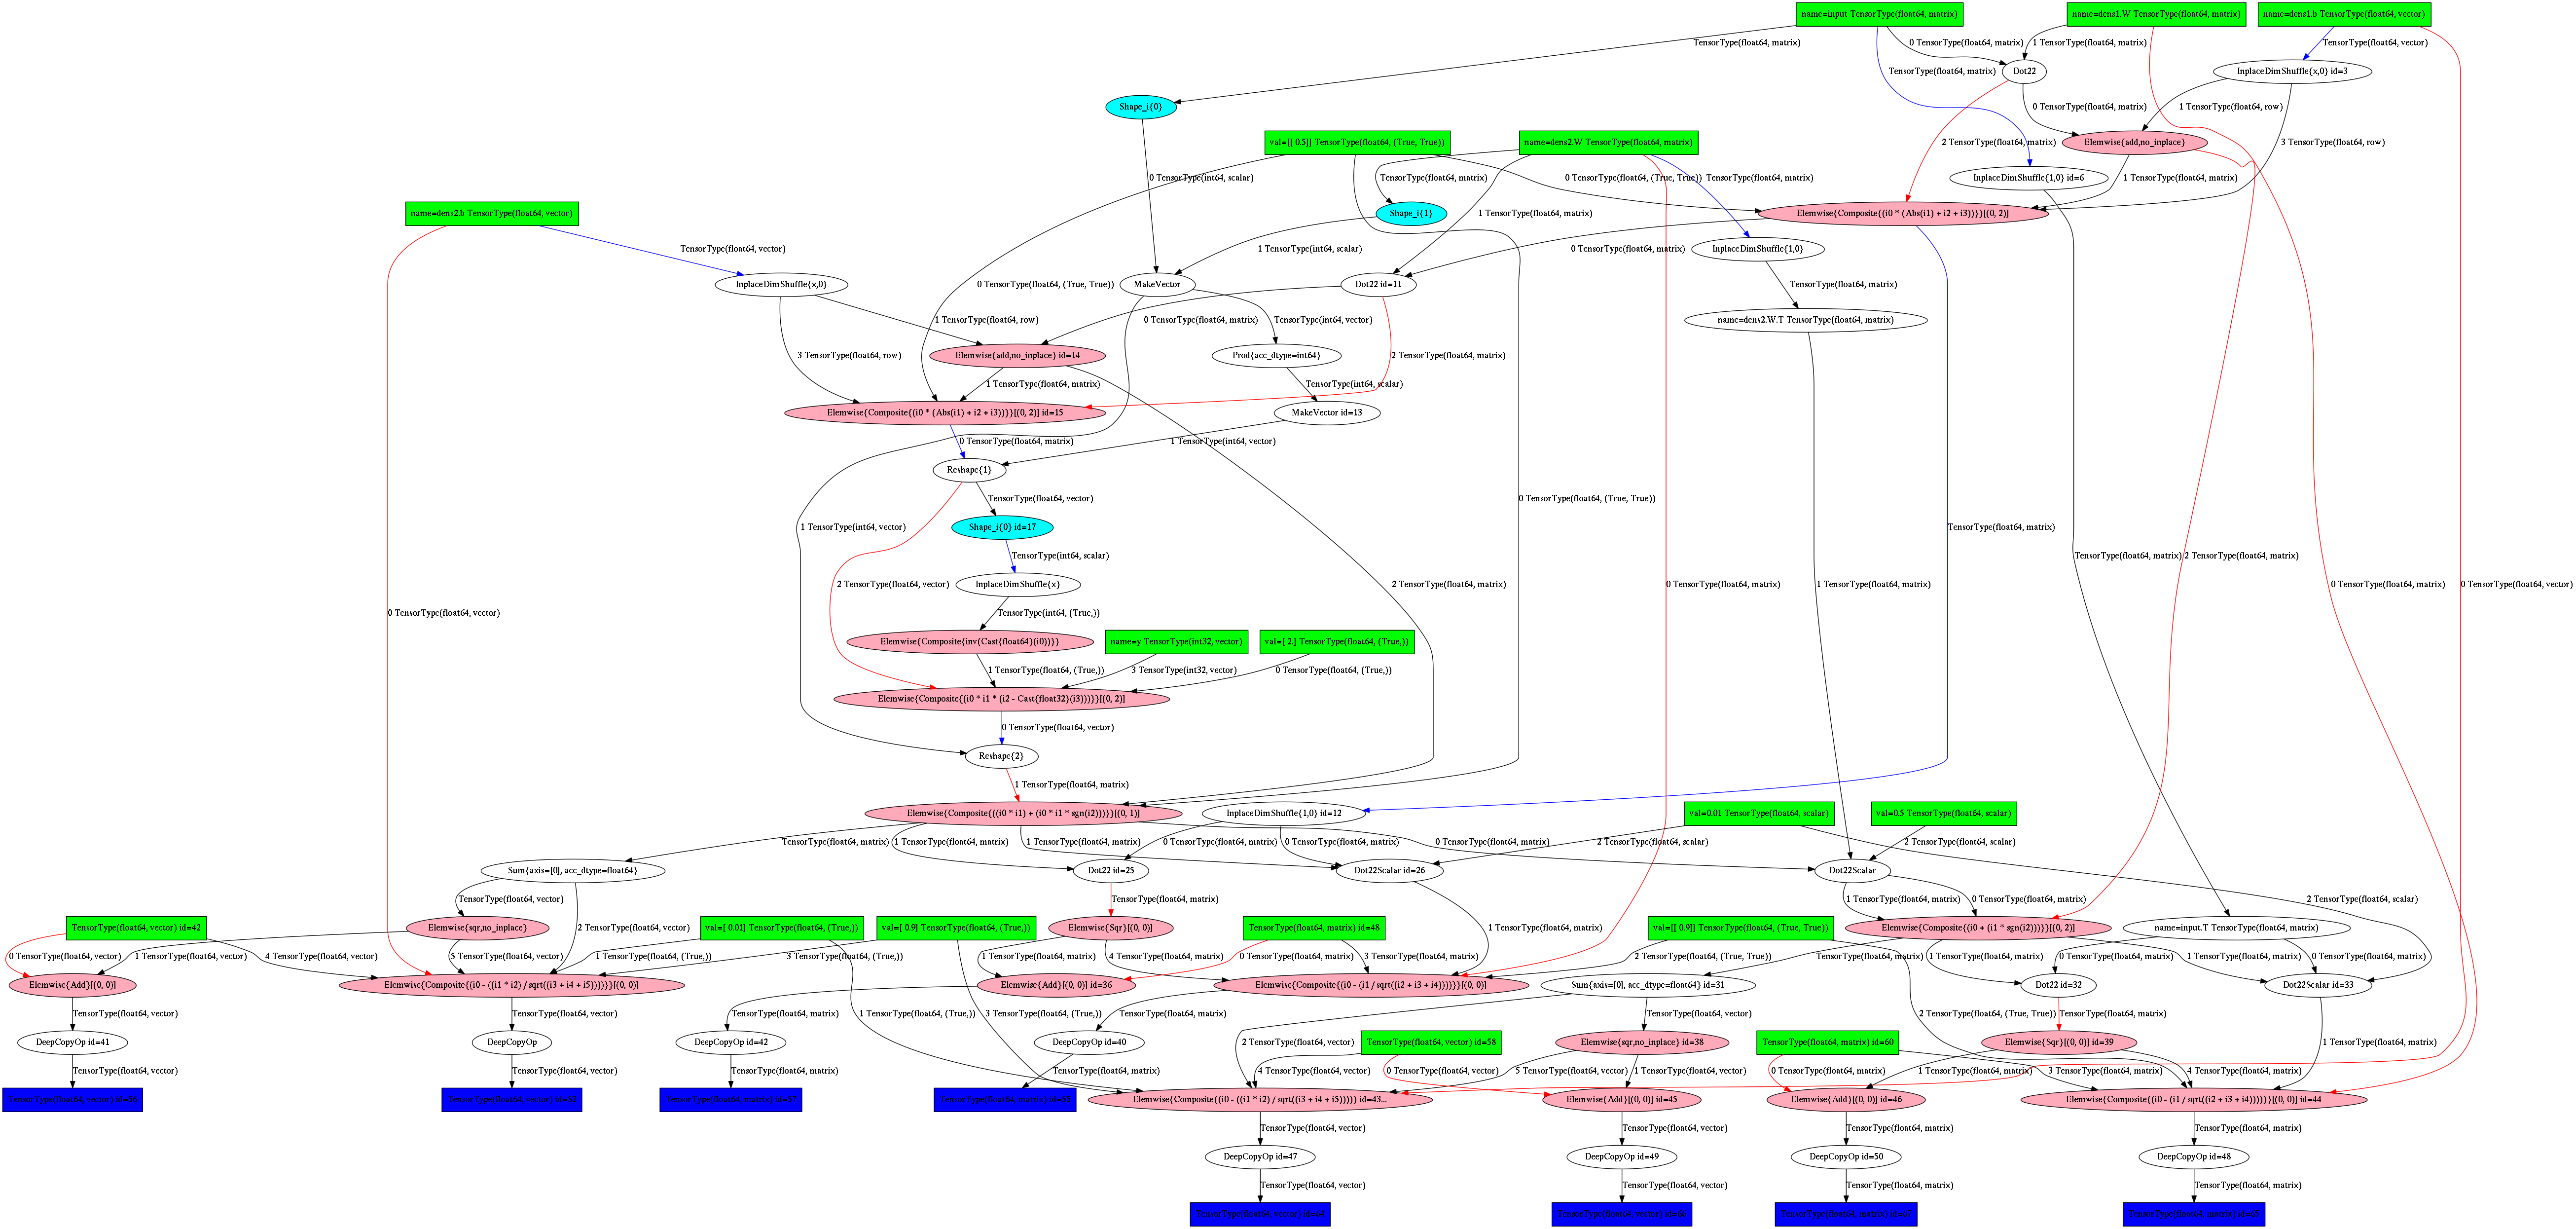 name=input TensorType(float64, matrix)
name=dens1.W TensorType(float64, matrix)
name=dens1.b TensorType(float64, vector)
TensorType(float64, matrix)
0 TensorType(float64, matrix)
1 TensorType(float64, matrix)
TensorType(float64, vector)
TensorType(float64, matrix)
Dot22
InplaceDimShuffle{x,0} id=3
Shape_i{0}
0 TensorType(float64, matrix)
1 TensorType(float64, row)
val=[[ 0.5]] TensorType(float64, (True, True))
name=dens2.W TensorType(float64, matrix)
2 TensorType(float64, matrix)
Elemwise{add,no_inplace}
3 TensorType(float64, row)
0 TensorType(int64, scalar)
TensorType(float64, matrix)
0 TensorType(float64, (True, True))
TensorType(float64, matrix)
InplaceDimShuffle{1,0} id=6
1 TensorType(float64, matrix)
name=dens2.b TensorType(float64, vector)
Shape_i{1}
1 TensorType(float64, matrix)
Elemwise{Composite{(i0 * (Abs(i1) + i2 + i3))}}[(0, 2)]
TensorType(float64, vector)
1 TensorType(int64, scalar)
0 TensorType(float64, matrix)
InplaceDimShuffle{1,0}
InplaceDimShuffle{x,0}
0 TensorType(float64, (True, True))
MakeVector
Dot22 id=11
TensorType(float64, matrix)
1 TensorType(float64, row)
0 TensorType(float64, matrix)
TensorType(int64, vector)
name=dens2.W.T TensorType(float64, matrix)
3 TensorType(float64, row)
Elemwise{add,no_inplace} id=14
Prod{acc_dtype=int64}
2 TensorType(float64, matrix)
1 TensorType(float64, matrix)
TensorType(int64, scalar)
Elemwise{Composite{(i0 * (Abs(i1) + i2 + i3))}}[(0, 2)] id=15
MakeVector id=13
0 TensorType(float64, matrix)
1 TensorType(int64, vector)
Reshape{1}
TensorType(float64, vector)
0 TensorType(float64, (True, True))
1 TensorType(int64, vector)
Shape_i{0} id=17
TensorType(float64, matrix)
TensorType(int64, scalar)
TensorType(float64, matrix)
2 TensorType(float64, matrix)
2 TensorType(float64, vector)
InplaceDimShuffle{x}
2 TensorType(float64, matrix)
0 TensorType(float64, matrix)
1 TensorType(float64, matrix)
0 TensorType(float64, matrix)
0 TensorType(float64, vector)
0 TensorType(float64, vector)
TensorType(int64, (True,))
Elemwise{Composite{inv(Cast{float64}(i0))}}
name=y TensorType(int32, vector)
val=[ 2.] TensorType(float64, (True,))
1 TensorType(float64, (True,))
3 TensorType(int32, vector)
0 TensorType(float64, (True,))
Elemwise{Composite{(i0 * i1 * (i2 - Cast{float32}(i3)))}}[(0, 2)]
0 TensorType(float64, vector)
Reshape{2}
1 TensorType(float64, matrix)
Elemwise{Composite{((i0 * i1) + (i0 * i1 * sgn(i2)))}}[(0, 1)]
InplaceDimShuffle{1,0} id=12
val=0.01 TensorType(float64, scalar)
val=0.5 TensorType(float64, scalar)
TensorType(float64, matrix)
1 TensorType(float64, matrix)
1 TensorType(float64, matrix)
0 TensorType(float64, matrix)
0 TensorType(float64, matrix)
0 TensorType(float64, matrix)
2 TensorType(float64, scalar)
2 TensorType(float64, scalar)
Sum{axis=[0], acc_dtype=float64}
Dot22 id=25
Dot22Scalar id=26
Dot22Scalar
TensorType(float64, vector)
TensorType(float64, matrix)
1 TensorType(float64, matrix)
0 TensorType(float64, matrix)
2 TensorType(float64, scalar)
TensorType(float64, vector) id=42
Elemwise{sqr,no_inplace}
2 TensorType(float64, vector)
val=[ 0.01] TensorType(float64, (True,))
val=[ 0.9] TensorType(float64, (True,))
Elemwise{Sqr}[(0, 0)]
TensorType(float64, matrix) id=48
1 TensorType(float64, matrix)
val=[[ 0.9]] TensorType(float64, (True, True))
Elemwise{Composite{(i0 + (i1 * sgn(i2)))}}[(0, 2)]
name=input.T TensorType(float64, matrix)
0 TensorType(float64, vector)
1 TensorType(float64, vector)
4 TensorType(float64, vector)
5 TensorType(float64, vector)
1 TensorType(float64, (True,))
3 TensorType(float64, (True,))
1 TensorType(float64, matrix)
4 TensorType(float64, matrix)
0 TensorType(float64, matrix)
3 TensorType(float64, matrix)
2 TensorType(float64, (True, True))
TensorType(float64, matrix)
1 TensorType(float64, matrix)
0 TensorType(float64, matrix)
1 TensorType(float64, matrix)
0 TensorType(float64, matrix)
Elemwise{Add}[(0, 0)]
Elemwise{Composite{(i0 - ((i1 * i2) / sqrt((i3 + i4 + i5))))}}[(0, 0)]
Elemwise{Add}[(0, 0)] id=36
Elemwise{Composite{(i0 - (i1 / sqrt((i2 + i3 + i4))))}}[(0, 0)]
Sum{axis=[0], acc_dtype=float64} id=31
Dot22 id=32
Dot22Scalar id=33
TensorType(float64, vector)
TensorType(float64, vector)
TensorType(float64, matrix)
1 TensorType(float64, (True,))
3 TensorType(float64, (True,))
TensorType(float64, matrix)
TensorType(float64, vector)
2 TensorType(float64, (True, True))
TensorType(float64, matrix)
DeepCopyOp id=41
DeepCopyOp
DeepCopyOp id=42
DeepCopyOp id=40
2 TensorType(float64, vector)
TensorType(float64, vector) id=58
Elemwise{sqr,no_inplace} id=38
TensorType(float64, matrix) id=60
Elemwise{Sqr}[(0, 0)] id=39
1 TensorType(float64, matrix)
TensorType(float64, vector)
TensorType(float64, vector)
TensorType(float64, matrix)
TensorType(float64, matrix)
4 TensorType(float64, vector)
0 TensorType(float64, vector)
5 TensorType(float64, vector)
1 TensorType(float64, vector)
0 TensorType(float64, matrix)
1 TensorType(float64, matrix)
3 TensorType(float64, matrix)
4 TensorType(float64, matrix)
TensorType(float64, vector)
TensorType(float64, vector)
TensorType(float64, matrix)
TensorType(float64, matrix)
Elemwise{Composite{(i0 - ((i1 * i2) / sqrt((i3 + i4 + i5))))} id=43...
Elemwise{Add}[(0, 0)] id=45
Elemwise{Add}[(0, 0)] id=46
Elemwise{Composite{(i0 - (i1 / sqrt((i2 + i3 + i4))))}}[(0, 0)] id=44
TensorType(float64, vector)
TensorType(float64, vector)
TensorType(float64, matrix)
TensorType(float64, matrix)
DeepCopyOp id=47
DeepCopyOp id=49
DeepCopyOp id=50
DeepCopyOp id=48
TensorType(float64, vector)
TensorType(float64, vector)
TensorType(float64, matrix)
TensorType(float64, matrix)
TensorType(float64, vector)
TensorType(float64, vector)
TensorType(float64, matrix)
TensorType(float64, matrix)